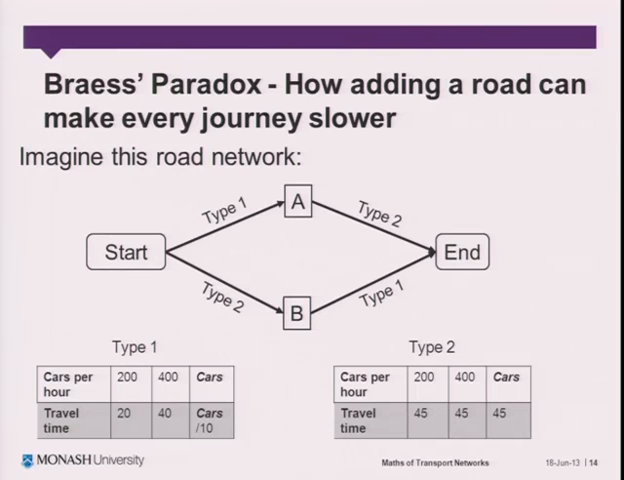 Braess' Paradox - How adding a road can
make every journey slower
Imagine this road network:
Type 1
A
Type 2
Start
End
Type 2
B
Type 1
Type 1
Cars per hour 200 400 Cars
Travel time 20 40 Cars /10
Type 2
Cars per hour 200 400 Cars
Travel time 45 45 45
MONASH University
Maths of Transport Networks
18-Jun-13 | 14